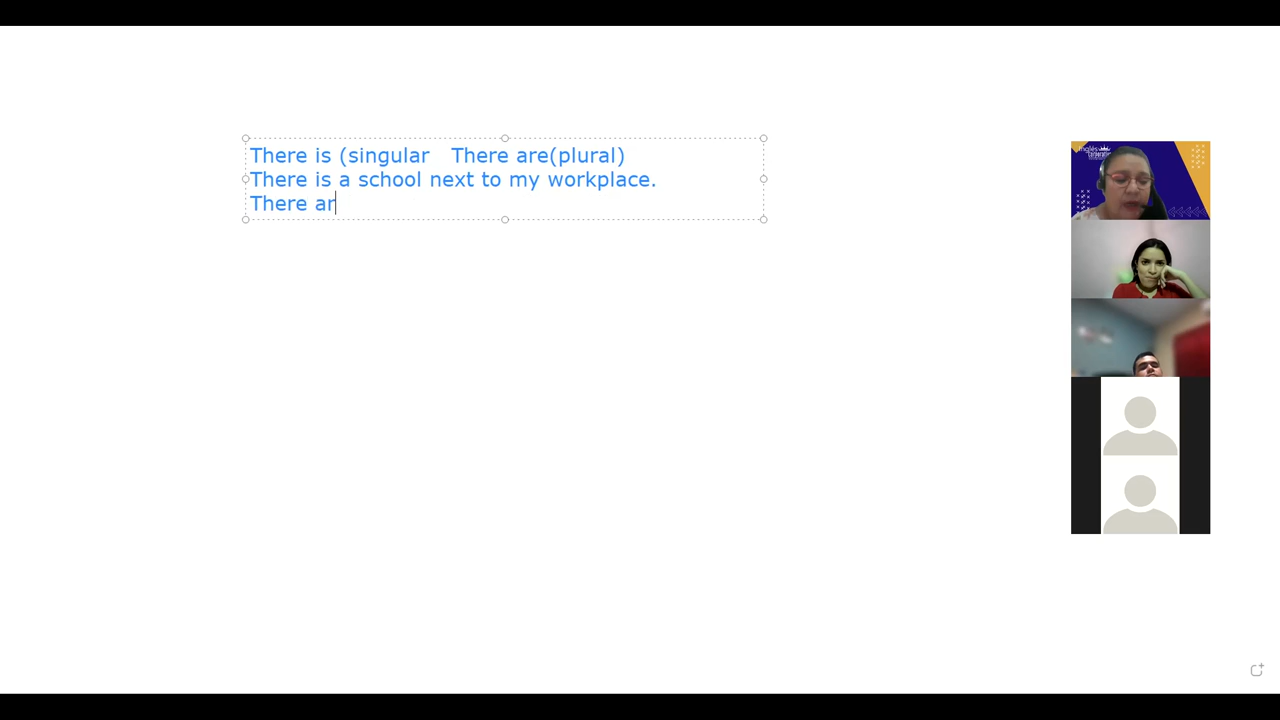 There is (singular   There are(plural)
There is a school next to my workplace.
There ar